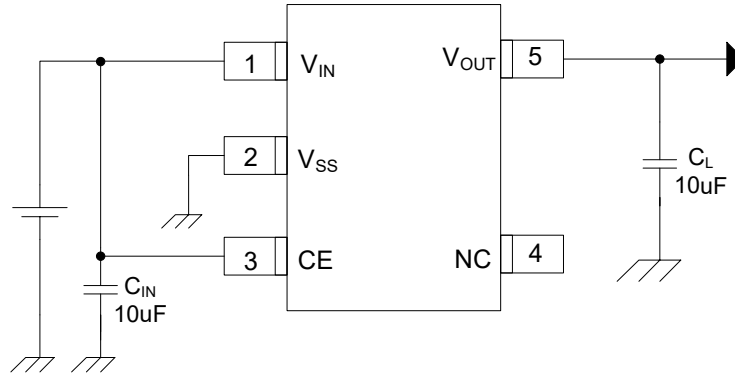 1 V_IN
V_OUT 5
2 V_SS
3 CE
NC 4
C_IN
10uF
C_L
10uF